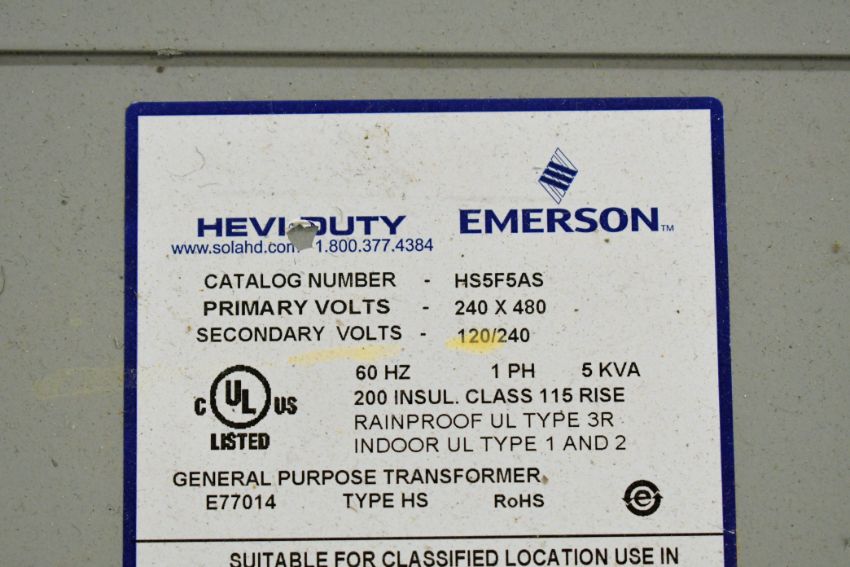 HEVI-DUTY EMERSON™
www.solahd.com 1.800.377.4384
CATALOG NUMBER - HS5F5AS
PRIMARY VOLTS - 240 X 480
SECONDARY VOLTS - 120/240
60 HZ 1 PH 5 KVA
C UL US
LISTED
200 INSUL. CLASS 115 RISE
RAINPROOF UL TYPE 3R
INDOOR UL TYPE 1 AND 2
GENERAL PURPOSE TRANSFORMER
E77014 TYPE HS RoHS e
SUITABLE FOR CLASSIFIED LOCATION USE IN